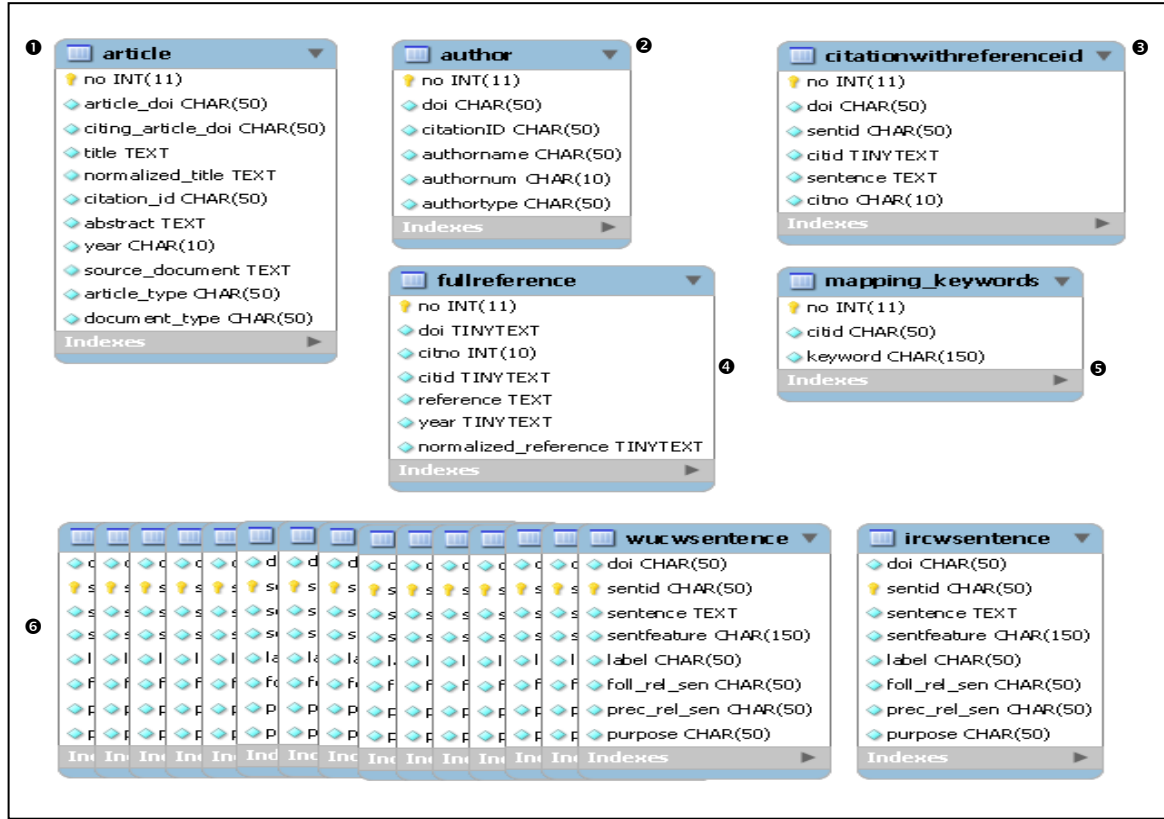 ❶
article
no INT(11)
article_doi CHAR(50)
citing_article_doi CHAR(50)
title TEXT
normalized_title TEXT
citation_id CHAR(50)
abstract TEXT
year CHAR(10)
source_document TEXT
article_type CHAR(50)
document_type CHAR(50)
Indexes
author
❷
no INT(11)
doi CHAR(50)
citationID CHAR(50)
authorname CHAR(50)
authornum CHAR(10)
authortype CHAR(50)
Indexes
citationwithreferenceid
❸
no INT(11)
doi CHAR(50)
sentid CHAR(50)
citid TINYTEXT
sentence TEXT
citno CHAR(10)
Indexes
fullreference
no INT(11)
doi TINYTEXT
citno INT(10)
citid TINYTEXT
reference TEXT
year TINYTEXT
normalized_reference TINYTEXT
Indexes
❹
mapping_keywords
no INT(11)
citid CHAR(50)
keyword CHAR(150)
Indexes
❺
❻
wucwsentence
doi CHAR(50)
sentid CHAR(50)
sentence TEXT
sentfeature CHAR(150)
label CHAR(50)
foll_rel_sen CHAR(50)
prec_rel_sen CHAR(50)
purpose CHAR(50)
Indexes
ircwsentence
doi CHAR(50)
sentid CHAR(50)
sentence TEXT
sentfeature CHAR(150)
label CHAR(50)
foll_rel_sen CHAR(50)
prec_rel_sen CHAR(50)
purpose CHAR(50)
Indexes